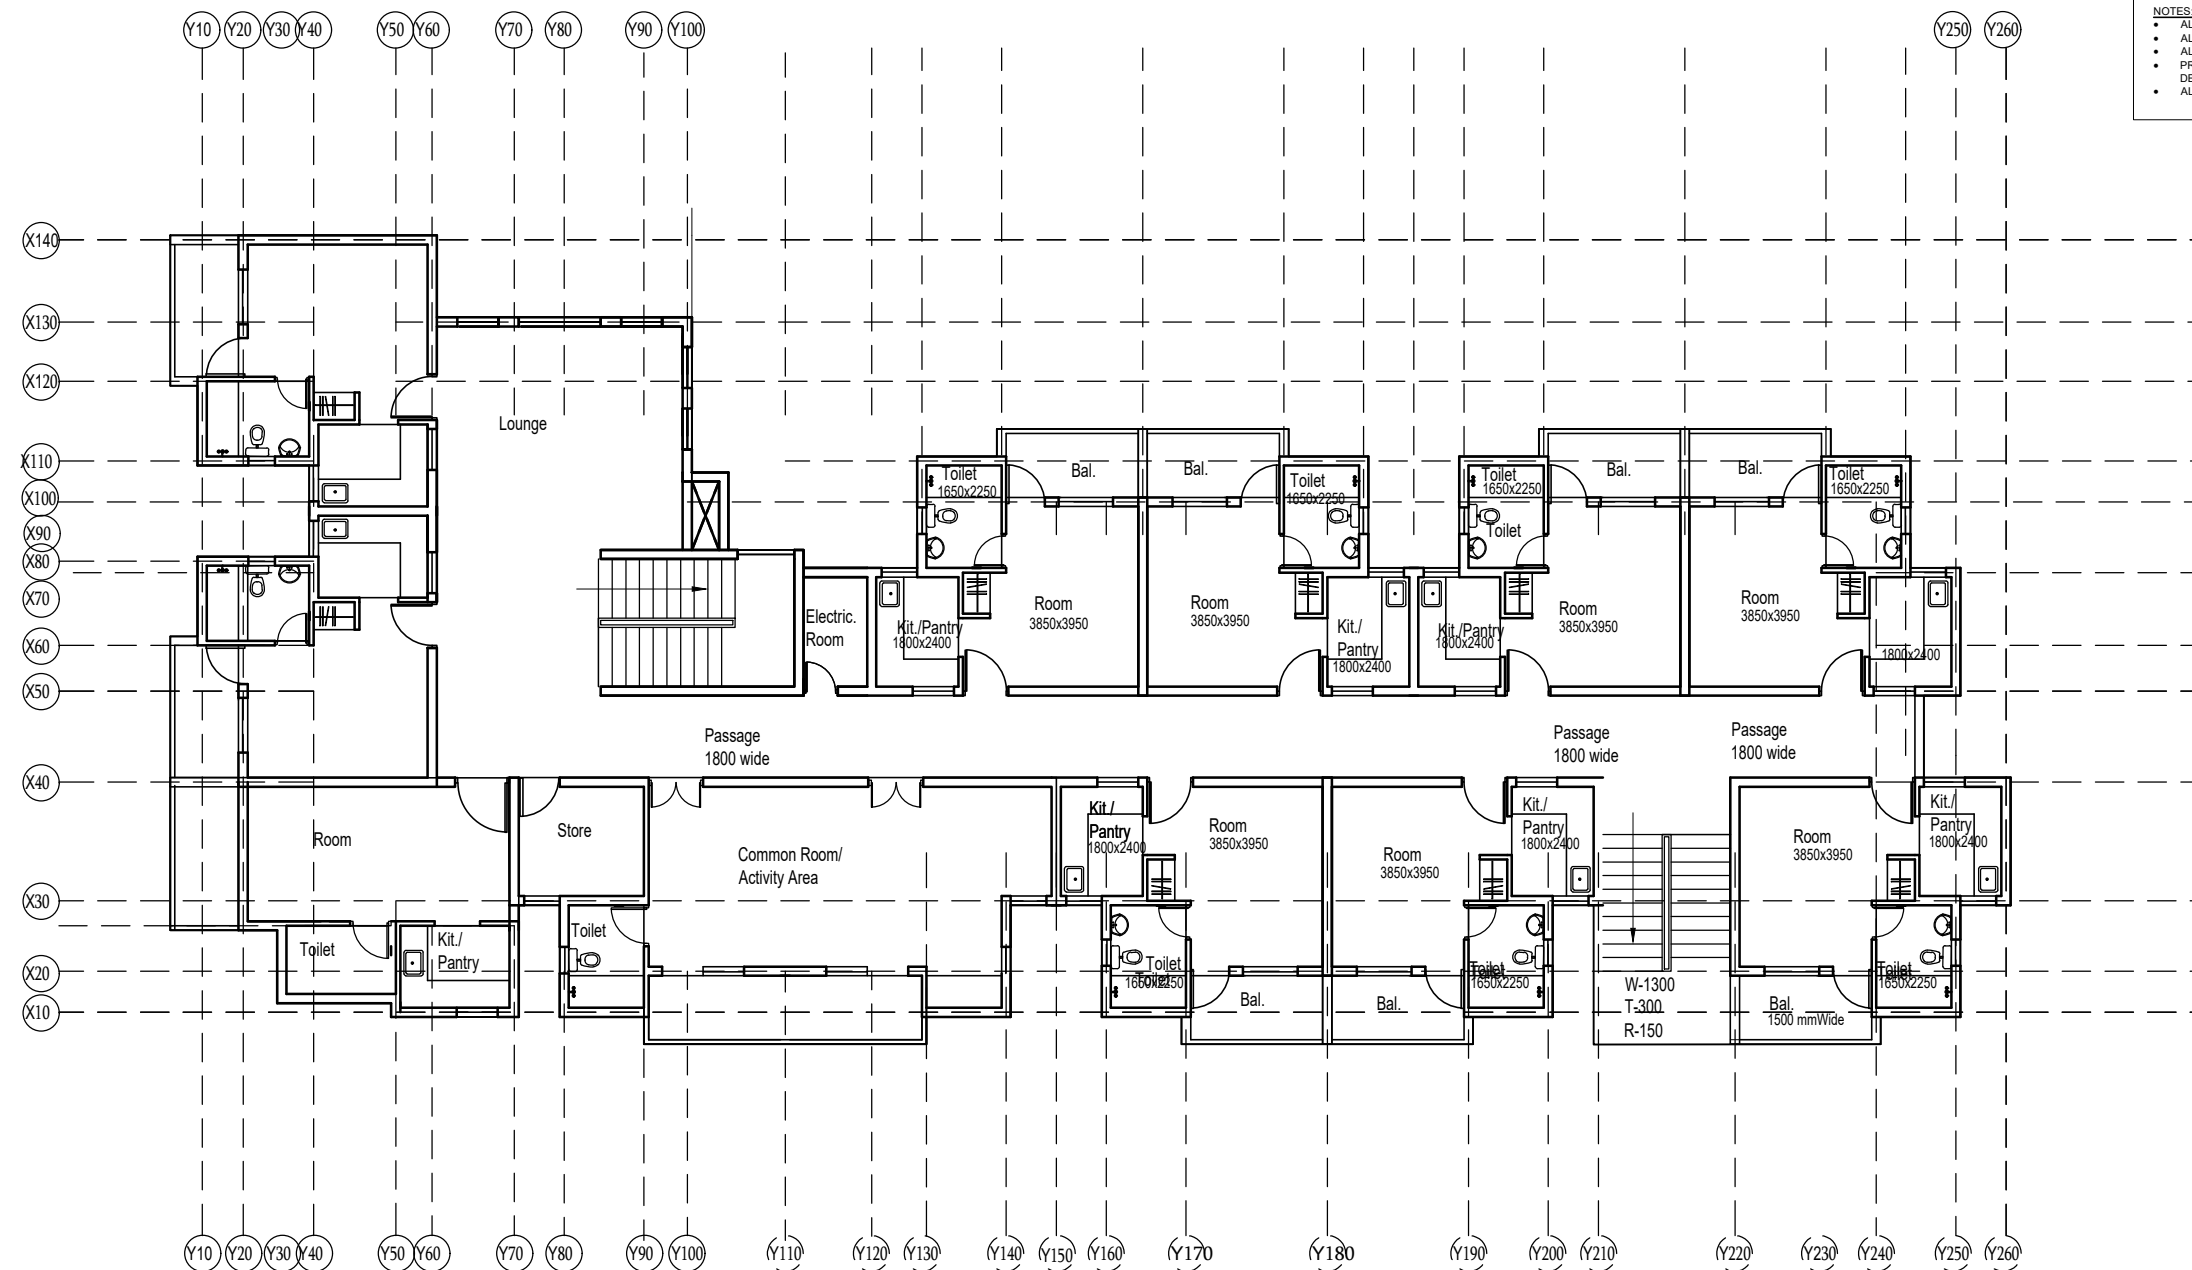 Y10 Y20 Y30 Y40 Y50 Y60 Y70 Y80 Y90 Y100 Y250 Y260
NOTES
X140
X130
X120
X110
X100
X90
X80
X70
X60
X50
X40
X30
X20
X10
Lounge
Toilet
1650x2250
Bal.
Bal.
Toilet
1650x2250
Toilet
1650x2250
Toilet
Bal.
Bal.
Toilet
1650x2250
Electric.
Room
Kit./Pantry
1800x2400
Room
3850x3950
Room
3850x3950
Kit./
Pantry
1800x2400
Kit./Pantry
1800x2400
Room
3850x3950
Room
3850x3950
1800x2400
Passage
1800 wide
Passage
1800 wide
Passage
1800 wide
Room
Store
Common Room/
Activity Area
Kit./
Pantry
1800x2400
Room
3850x3950
Room
3850x3950
Kit./
Pantry
1800x2400
Room
3850x3950
Kit./
Pantry
1800x2400
Toilet
Kit./
Pantry
Toilet
Toilet
Toilet
1650x2250
Bal.
Bal.
Toilet
1650x2250
W-1300
T-300
R-150
Bal.
1500 mmWide
Toilet
1650x2250
Y10 Y20 Y30 Y40 Y50 Y60 Y70 Y80 Y90 Y100 Y110 Y120 Y130 Y140 Y150 Y160 Y170 Y180 Y190 Y200 Y210 Y220 Y230 Y240 Y250 Y260